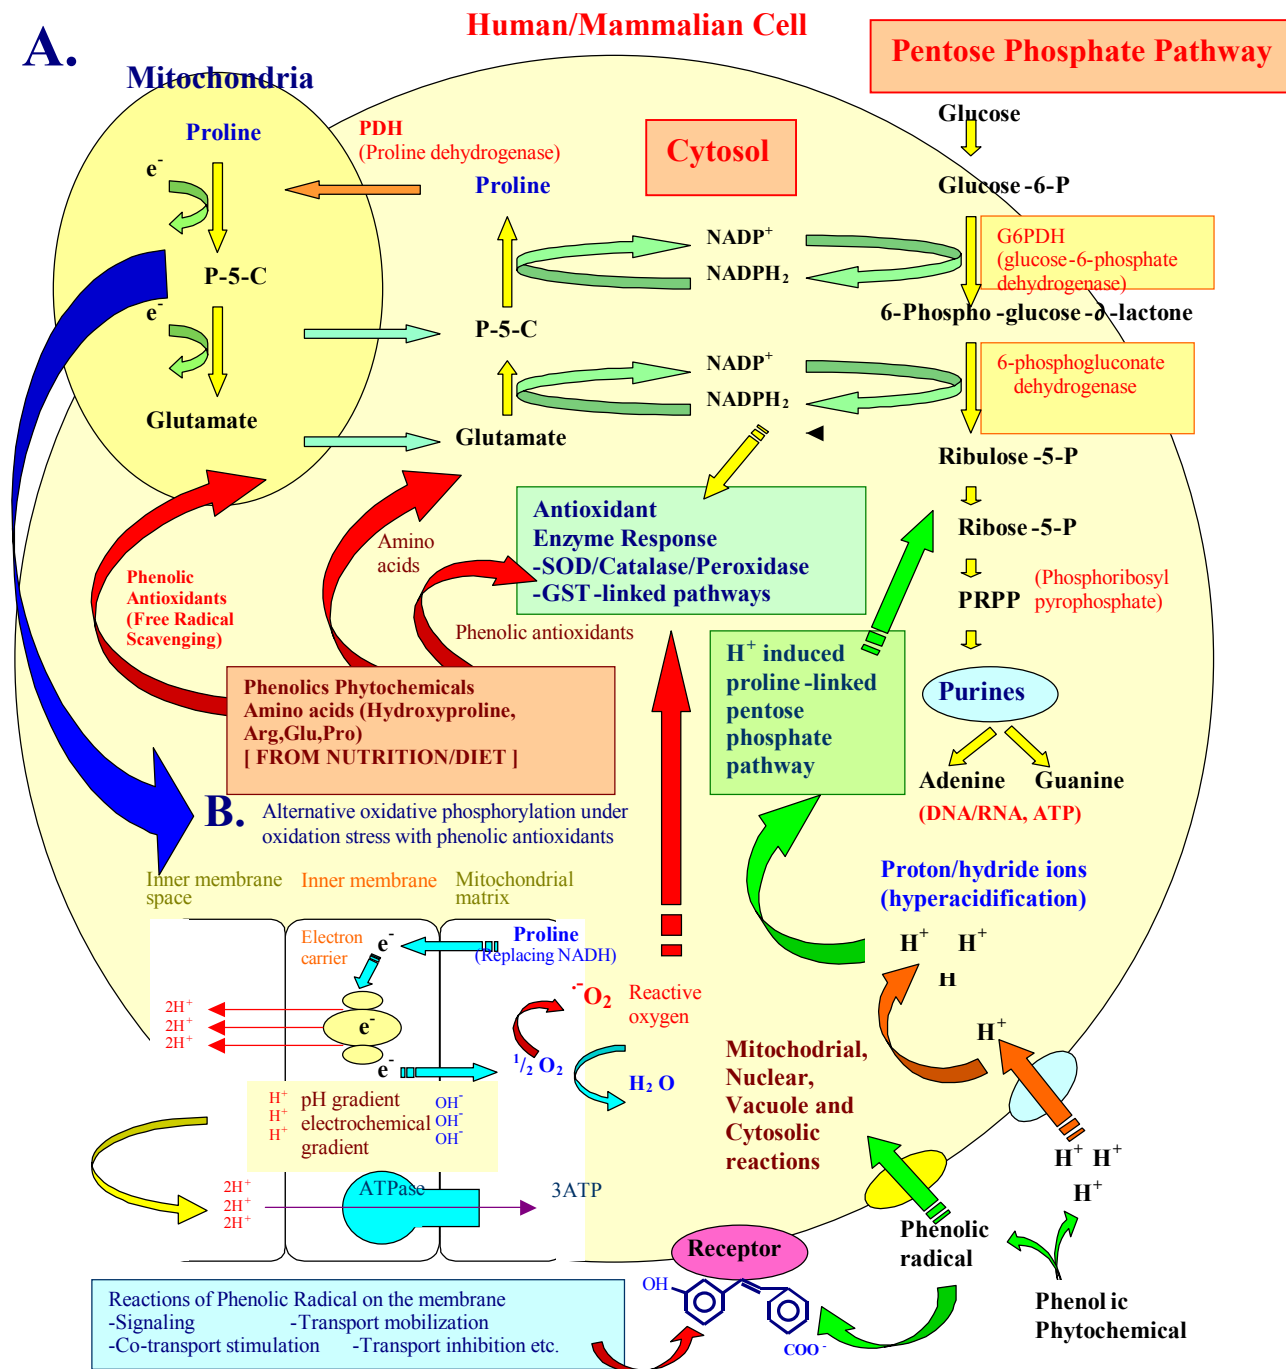 Human/Mammalian Cell
A.
Pentose Phosphate Pathway
Mitochondria
Proline
e-
P-5-C
e-
Glutamate
PDH
(Proline dehydrogenase)
Proline
P-5-C
Glutamate
Cytosol
NADP+
NADPH2
NADP+
NADPH2
Glucose
Glucose -6-P
G6PDH
(glucose-6-phosphate
dehydrogenase)
6-Phospho -glucose -∂-lactone
6-phosphogluconate
dehydrogenase
Ribulose -5-P
Ribose -5-P
PRPP
(Phosphoribosyl
pyrophosphate)
Purines
Adenine
Guanine
(DNA/RNA, ATP)
Amino
acids
Antioxidant
Enzyme Response
-SOD/Catalase/Peroxidase
-GST -linked pathways
Phenolic
Antioxidants
(Free Radical
Scavenging)
Phenolic antioxidants
Phenolics Phytochemicals
Amino acids (Hydroxyproline,
Arg,Glu,Pro)
[ FROM NUTRITION/DIET ]
H+ induced
proline -linked
pentose
phosphate
pathway
B.
Alternative oxidative phosphorylation under
oxidation stress with phenolic antioxidants
Inner membrane
space
Inner membrane
Mitochondrial
matrix
Electron
carrier
e-
Proline
(Replacing NADH)
2H+
2H+
2H+
e-
e-
·-O2
Reactive
oxygen
1/2 O2
H2 O
H+
H+
H+
pH gradient
electrochemical
gradient
OH-
OH-
OH-
2H+
2H+
2H+
ATPase
3ATP
Proton/hydride ions
(hyperacidification)
H+
H+
H
H+
Mitochodrial,
Nuclear,
Vacuole and
Cytosolic
reactions
H+
H+
H+
Phenolic
radical
Phenolic
Phytochemical
Receptor
OH
COO-
Reactions of Phenolic Radical on the membrane
-Signaling -Transport mobilization
-Co-transport stimulation -Transport inhibition etc.